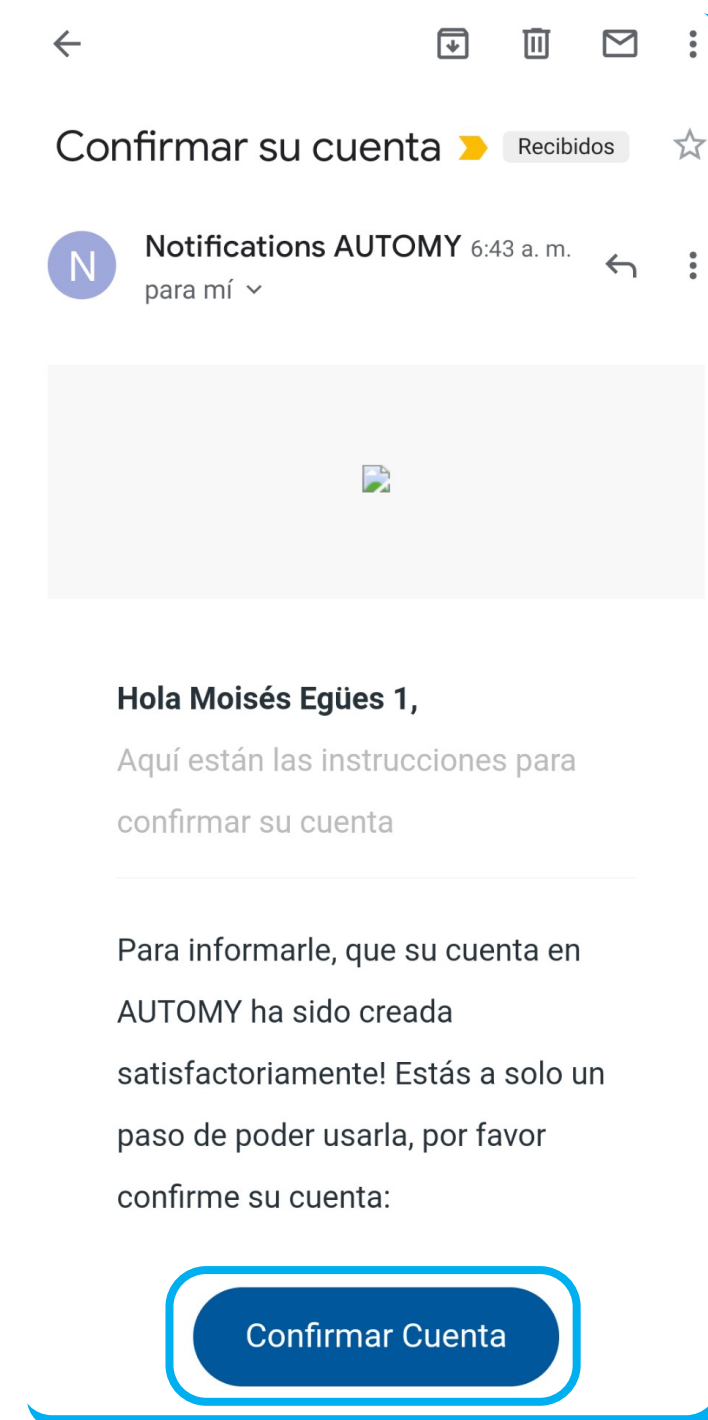 Confirmar su cuenta Recibidos
N
Notifications AUTOMY 6:43 a. m.
para mí
Hola Moisés Egües 1,
Aquí están las instrucciones para
confirmar su cuenta
Para informarle, que su cuenta en
AUTOMY ha sido creada
satisfactoriamente! Estás a solo un
paso de poder usarla, por favor
confirme su cuenta:
Confirmar Cuenta